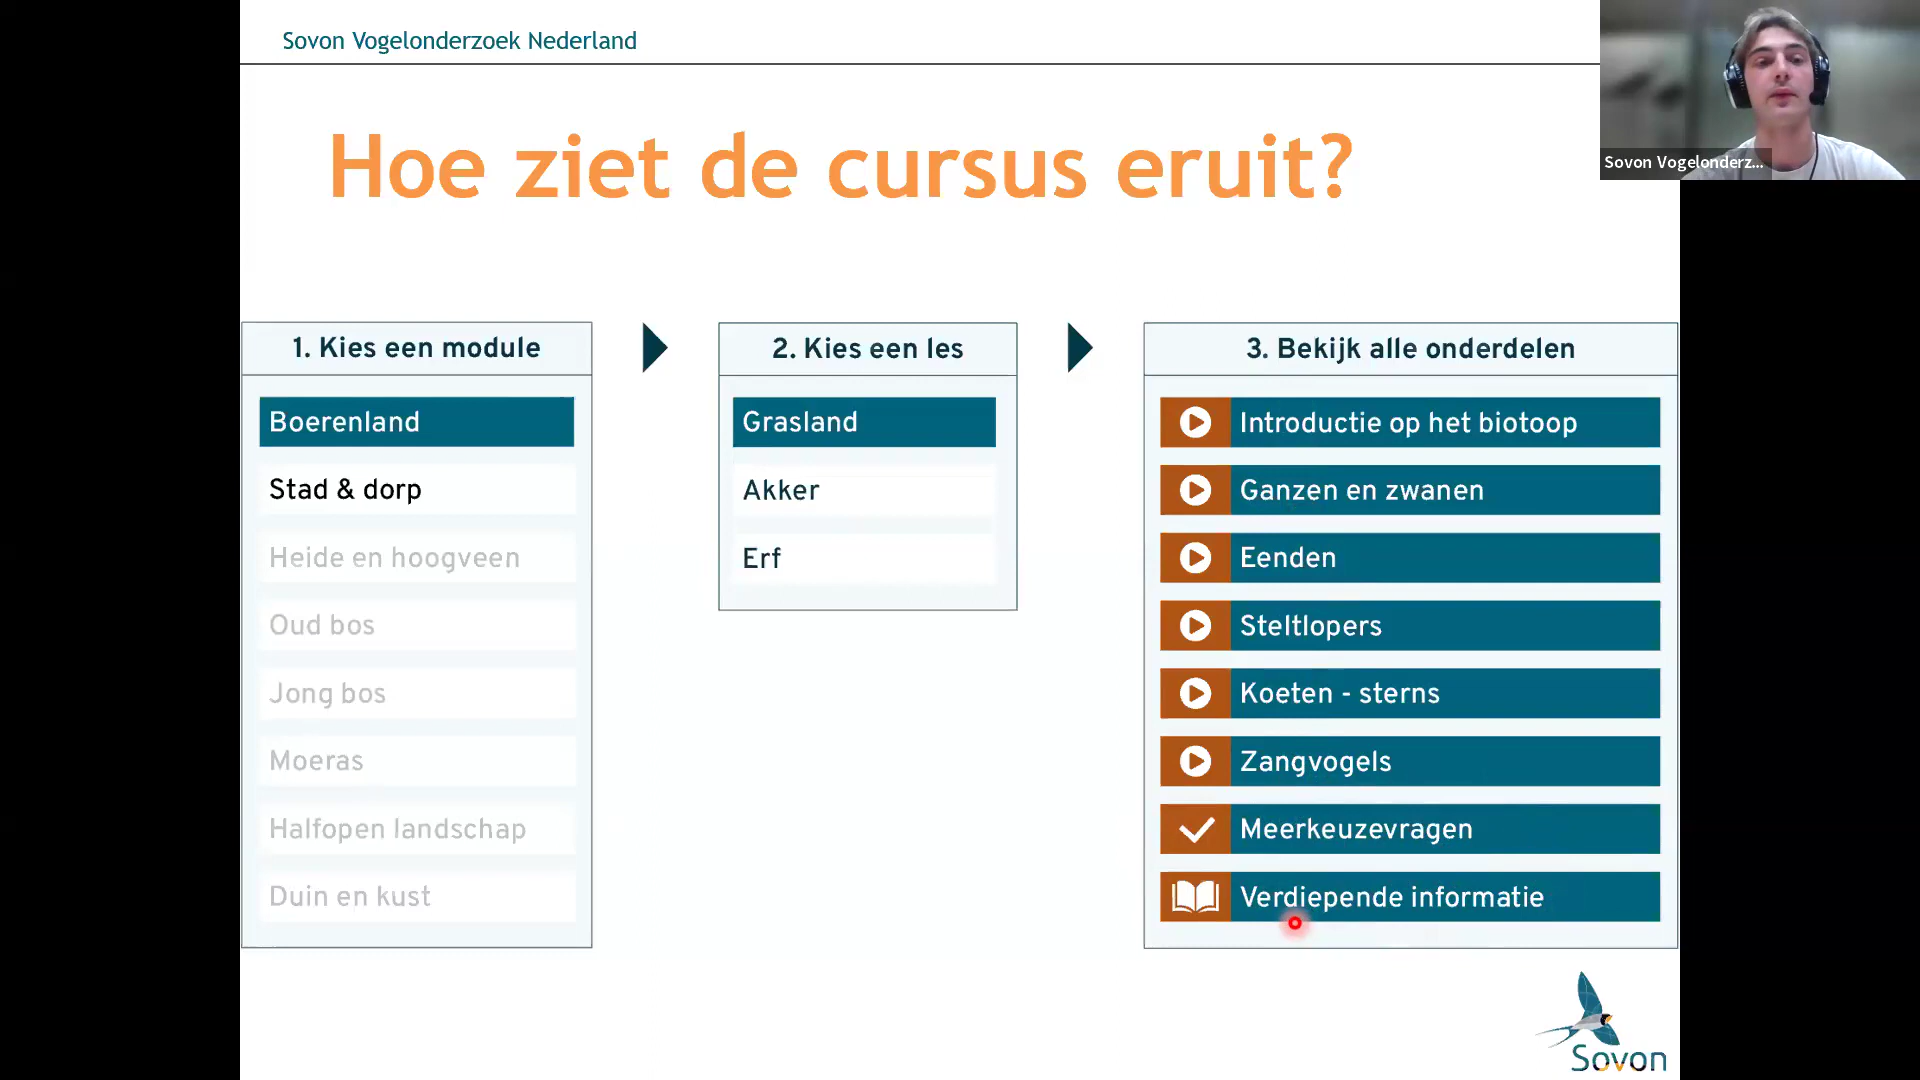 Sovon Vogelonderzoek Nederland
Sovon Vogelonderz...
Hoe ziet de cursus eruit?
1. Kies een module
Boerenland
Stad & dorp
Heide en hoogveen
Oud bos
Jong bos
Moeras
Halfopen landschap
Duin en kust
2. Kies een les
Grasland
Akker
Erf
3. Bekijk alle onderdelen
Introductie op het biotoop
Ganzen en zwanen
Eenden
Steltlopers
Koeten - sterns
Zangvogels
Meerkeuzevragen
Verdiepende informatie
Sovon